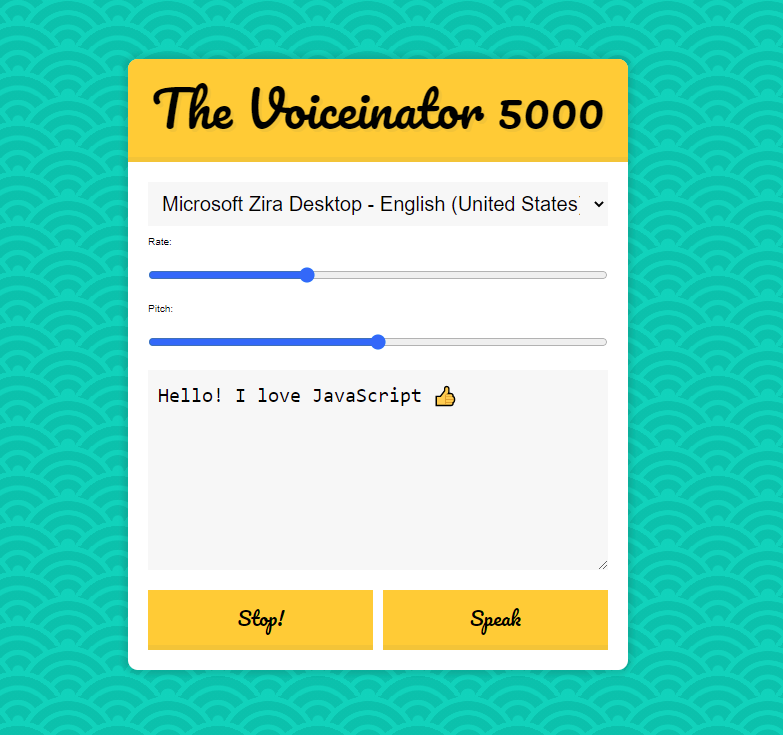 The Voiceinator 5000
Microsoft Zira Desktop - English (United States)
Rate:
Pitch:
Hello! I love JavaScript 👍
Stop!
Speak